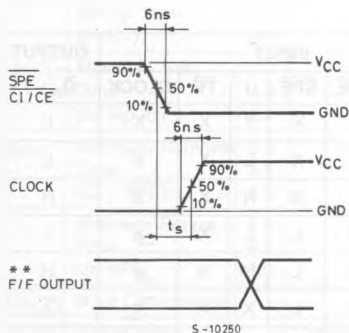 6ns
VCC
90%
SPE
50%
CI/CE
10%
GND
6ns
VCC
90%
CLOCK
50%
10%
GND
ts
**
F/F OUTPUT
S-10250